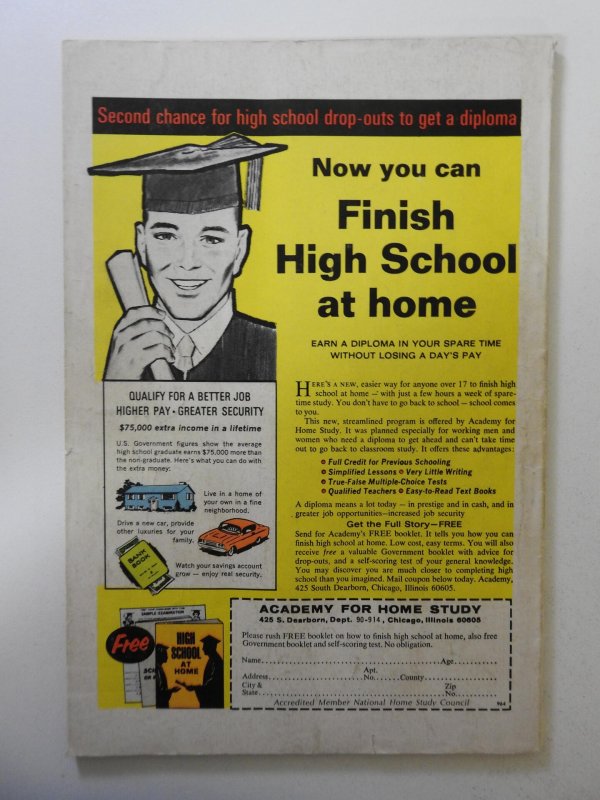 Second chance for high school drop-outs to get a diploma
Now you can
Finish
High School
at home
EARN A DIPLOMA IN YOUR SPARE TIME
WITHOUT LOSING A DAY'S PAY
QUALIFY FOR A BETTER JOB
HIGHER PAY • GREATER SECURITY
$75,000 extra income in a lifetime
U.S. Government figures show the average
high school graduate earns $75,000 more than
the non-graduate. Here's what you can do with
the extra money:
Live in a home of
your own in a fine
neighborhood.
Drive a new car, provide
other luxuries for your
family.
BANK
BOOK
Watch your savings account
grow — enjoy real security.
HERE'S A NEW, easier way for anyone over 17 to finish high
school at home — with just a few hours a week of spare-
time study. You don't have to go back to school — school comes
to you.
This new, streamlined program is offered by Academy for
Home Study. It was planned especially for working men and
women who need a diploma to get ahead and can't take time
out to go back to classroom study. It offers these advantages:
• Full Credit for Previous Schooling
• Simplified Lessons • Very Little Writing
• True-False Multiple-Choice Tests
• Qualified Teachers • Easy-to-Read Text Books
A diploma means a lot today — in prestige and in cash, and in
greater job opportunities—increased job security
Get the Full Story—FREE
Send for Academy's FREE booklet. It tells you how you can
finish high school at home. Low cost, easy terms. You will also
receive free a valuable Government booklet with advice for
drop-outs, and a self-scoring test of your general knowledge.
You may discover you are much closer to completing high
school than you imagined. Mail coupon below today. Academy,
425 South Dearborn, Chicago, Illinois 60605.
Free
SAMPLE EXAMINATION
HIGH
SCHOOL
AT
HOME
ACADEMY FOR HOME STUDY
425 S. Dearborn, Dept. 90-914, Chicago, Illinois 60605
Please rush FREE booklet on how to finish high school at home, also free
Government booklet and self-scoring test. No obligation.
Name Age
Address Apt. No. County
City & State Zip No.
Accredited Member National Home Study Council 964